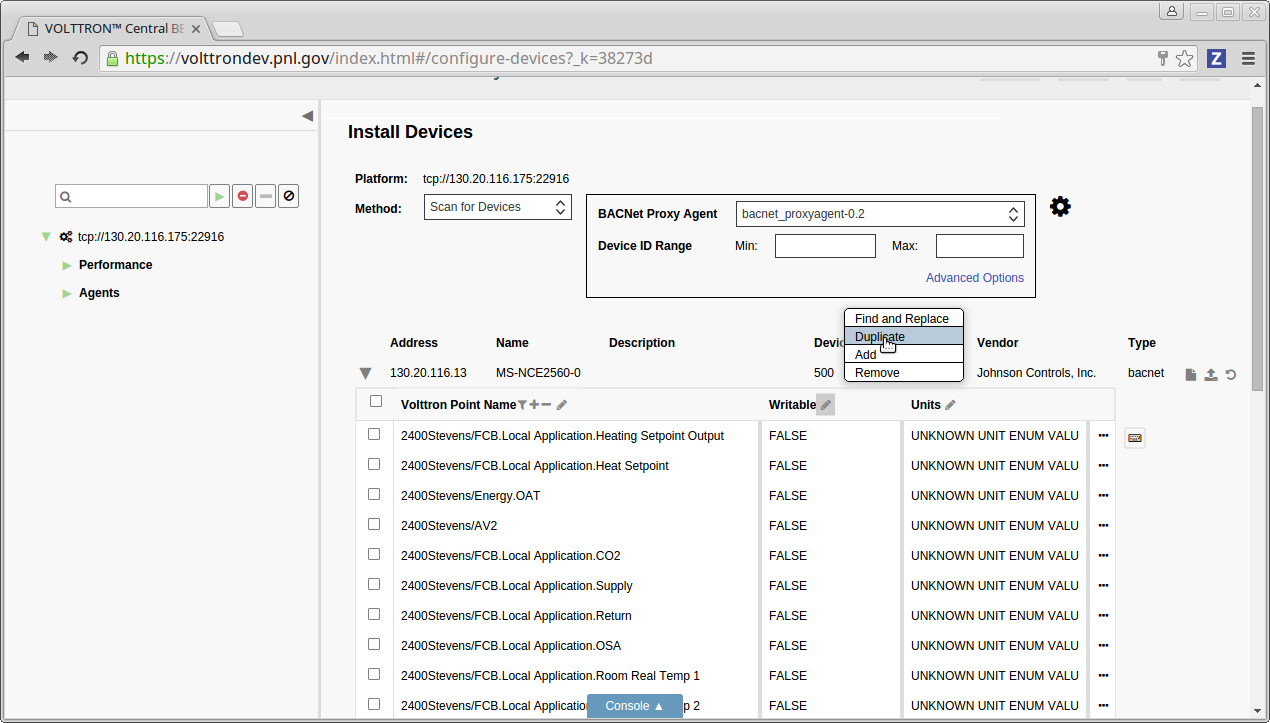 VOLTTRON™ Central BE
https://volttrondev.pnl.gov/index.html#/configure-devices?_k=38273d
Z
Install Devices
Platform: tcp://130.20.116.175:22916
Method: Scan for Devices
BACNet Proxy Agent bacnet_proxyagent-0.2
Device ID Range Min: Max:
Advanced Options
tcp://130.20.116.175:22916
Performance
Agents
Find and Replace
Duplicate
Add
Remove
Address Name Description Vendor Type
130.20.116.13 MS-NCE2560-0 500 Johnson Controls, Inc. bacnet
Volttron Point Name Writable Units
2400Stevens/FCB.Local Application.Heating Setpoint Output FALSE UNKNOWN UNIT ENUM VALU
2400Stevens/FCB.Local Application.Heat Setpoint FALSE UNKNOWN UNIT ENUM VALU
2400Stevens/Energy.OAT FALSE UNKNOWN UNIT ENUM VALU
2400Stevens/AV2 FALSE UNKNOWN UNIT ENUM VALU
2400Stevens/FCB.Local Application.CO2 FALSE UNKNOWN UNIT ENUM VALU
2400Stevens/FCB.Local Application.Supply FALSE UNKNOWN UNIT ENUM VALU
2400Stevens/FCB.Local Application.Return FALSE UNKNOWN UNIT ENUM VALU
2400Stevens/FCB.Local Application.OSA FALSE UNKNOWN UNIT ENUM VALU
2400Stevens/FCB.Local Application.Room Real Temp 1 FALSE UNKNOWN UNIT ENUM VALU
2400Stevens/FCB.Local Applicatio p 2 FALSE UNKNOWN UNIT ENUM VALU
Console ▲